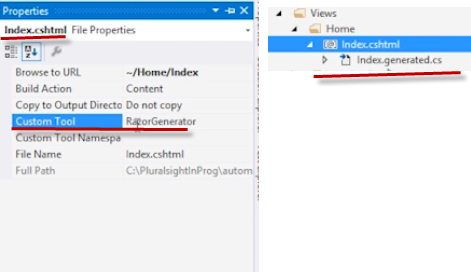 Properties
Index.cshtml File Properties
Browse to URL ~/Home/Index
Build Action Content
Copy to Output Directo Do not copy
Custom Tool RazorGenerator
Custom Tool Namespa
File Name Index.cshtml
Full Path C:\PluralsightInProg\autom
Views
Home
Index.cshtml
Index.generated.cs